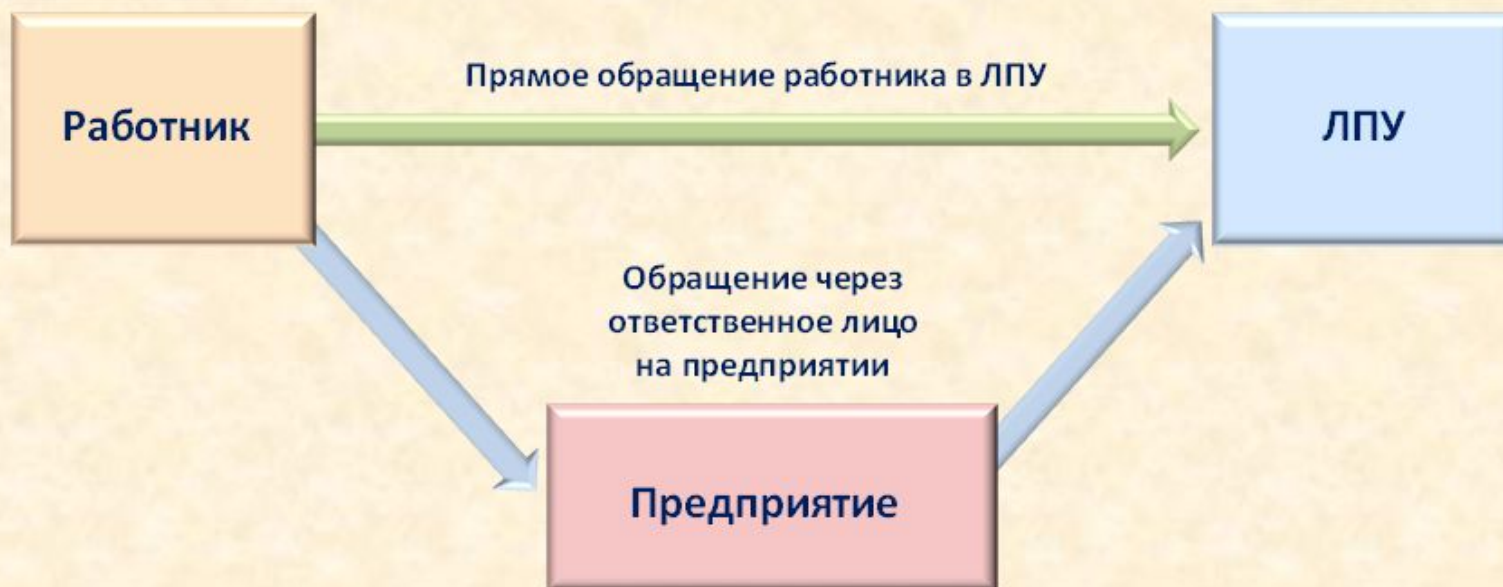 Прямое обращение работника в ЛПУ
Работник
ЛПУ
Обращение через
ответственное лицо
на предприятии
Предприятие